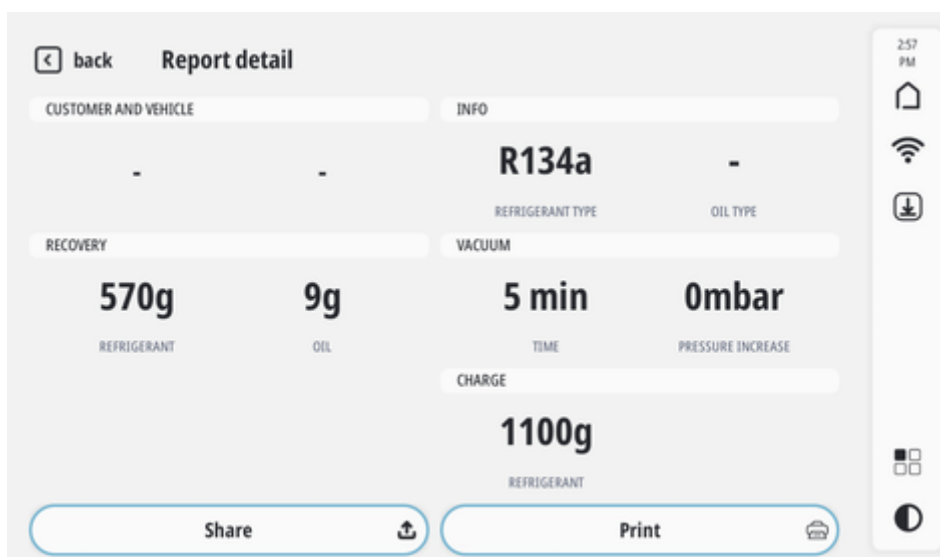 back Report detail
2:57
PM
CUSTOMER AND VEHICLE
- -
INFO
R134a -
REFRIGERANT TYPE OIL TYPE
RECOVERY
570g 9g
REFRIGERANT OIL
VACUUM
5 min 0mbar
TIME PRESSURE INCREASE
CHARGE
1100g
REFRIGERANT
Share
Print